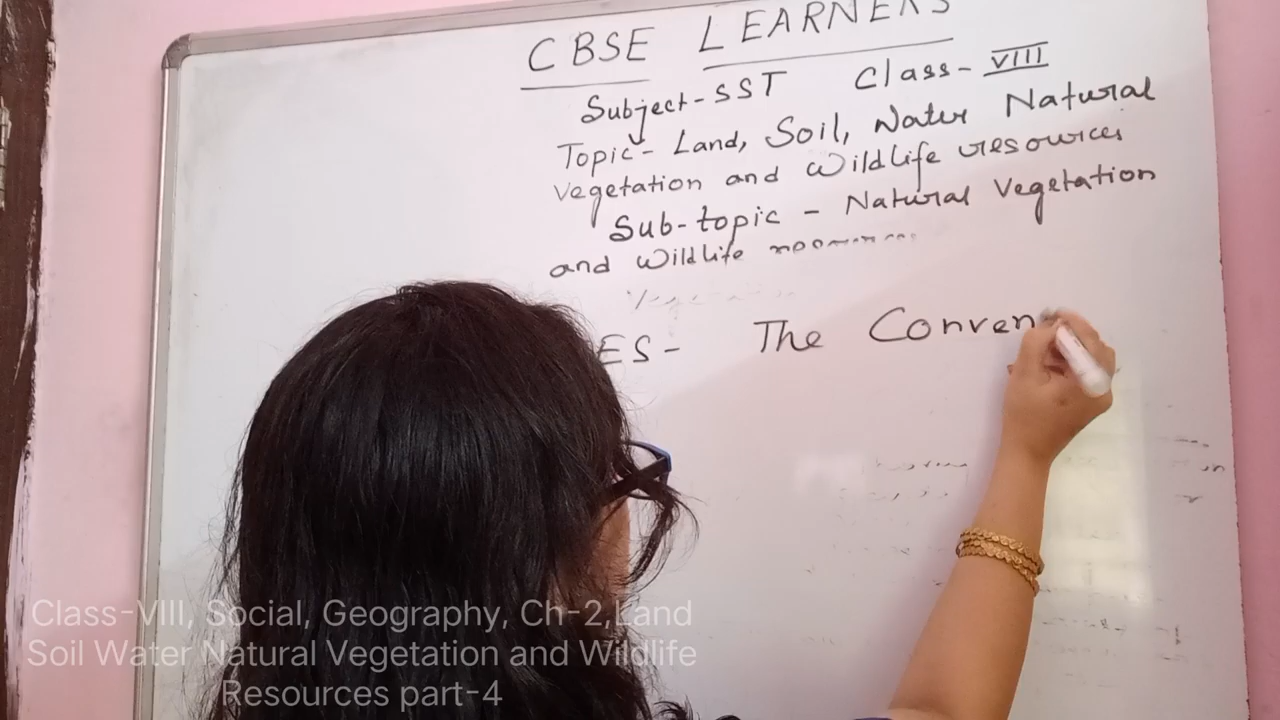 CBSE LEARNERS
Subject-SST Class-VIII
Topic- Land, Soil, Water Natural
Vegetation and Wildlife resources
Sub-topic - Natural Vegetation
and Wildlife
ES- The Conven
Class-VIII, Social, Geography, Ch-2,Land
Soil Water Natural Vegetation and Wildlife
Resources part-4